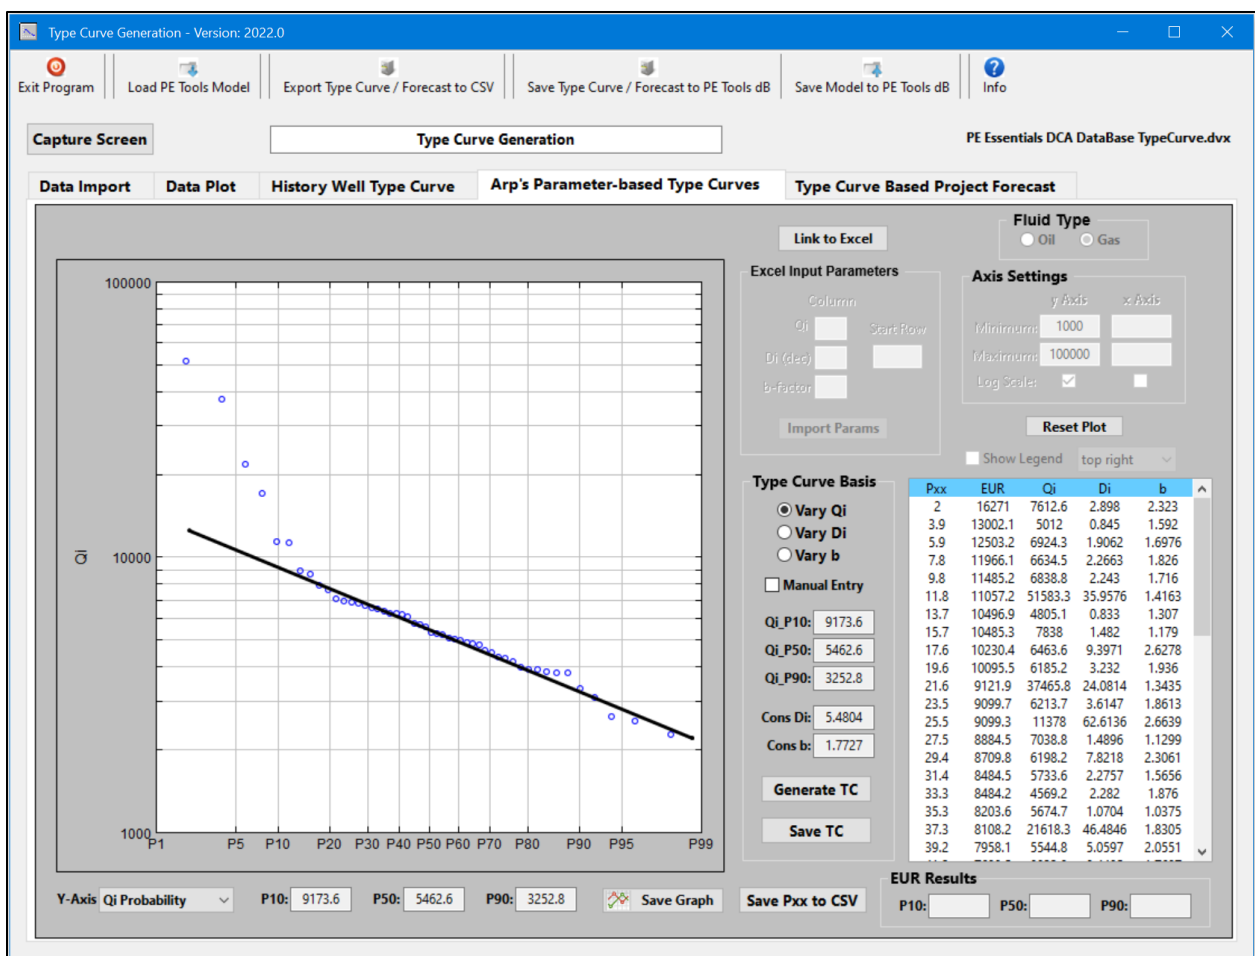 Type Curve Generation - Version: 2022.0
Exit Program Load PE Tools Model Export Type Curve / Forecast to CSV Save Type Curve / Forecast to PE Tools dB Save Model to PE Tools dB Info
Capture Screen Type Curve Generation PE Essentials DCA DataBase TypeCurve.dvx
Data Import Data Plot History Well Type Curve Arp's Parameter-based Type Curves Type Curve Based Project Forecast
Link to Excel
Fluid Type
Oil Gas
Excel Input Parameters
Column
Qi Start Row
Di (dec)
b-factor
Import Params
Axis Settings
y Axis x Axis
Minimum: 1000
Maximum: 100000
Log Scale:
Reset Plot
Show Legend top right
100000
Qi 10000
1000
P1 P5 P10 P20 P30 P40 P50 P60 P70 P80 P90 P95 P99
Type Curve Basis
Vary Qi
Vary Di
Vary b
Manual Entry
Qi_P10: 9173.6
Qi_P50: 5462.6
Qi_P90: 3252.8
Cons Di: 5.4804
Cons b: 1.7727
Generate TC
Save TC
Pxx EUR Qi Di b
2 16271 7612.6 2.898 2.323
3.9 13002.1 5012 0.845 1.592
5.9 12503.2 6924.3 1.9062 1.6976
7.8 11966.1 6634.5 2.2663 1.826
9.8 11485.2 6838.8 2.243 1.716
11.8 11057.2 51583.3 35.9576 1.4163
13.7 10496.9 4805.1 0.833 1.307
15.7 10485.3 7838 1.482 1.179
17.6 10230.4 6463.6 9.3971 2.6278
19.6 10095.5 6185.2 3.232 1.936
21.6 9121.9 37465.8 24.0814 1.3435
23.5 9099.7 6213.7 3.6147 1.8613
25.5 9099.3 11378 62.6136 2.6639
27.5 8884.5 7038.8 1.4896 1.1299
29.4 8709.8 6198.2 7.8218 2.3061
31.4 8484.5 5733.6 2.2757 1.5656
33.3 8484.2 4569.2 2.282 1.876
35.3 8203.6 5674.7 1.0704 1.0375
37.3 8108.2 21618.3 46.4846 1.8305
39.2 7958.1 5544.8 5.0597 2.0551
Y-Axis Qi Probability P10: 9173.6 P50: 5462.6 P90: 3252.8 Save Graph Save Pxx to CSV
EUR Results
P10: P50: P90: